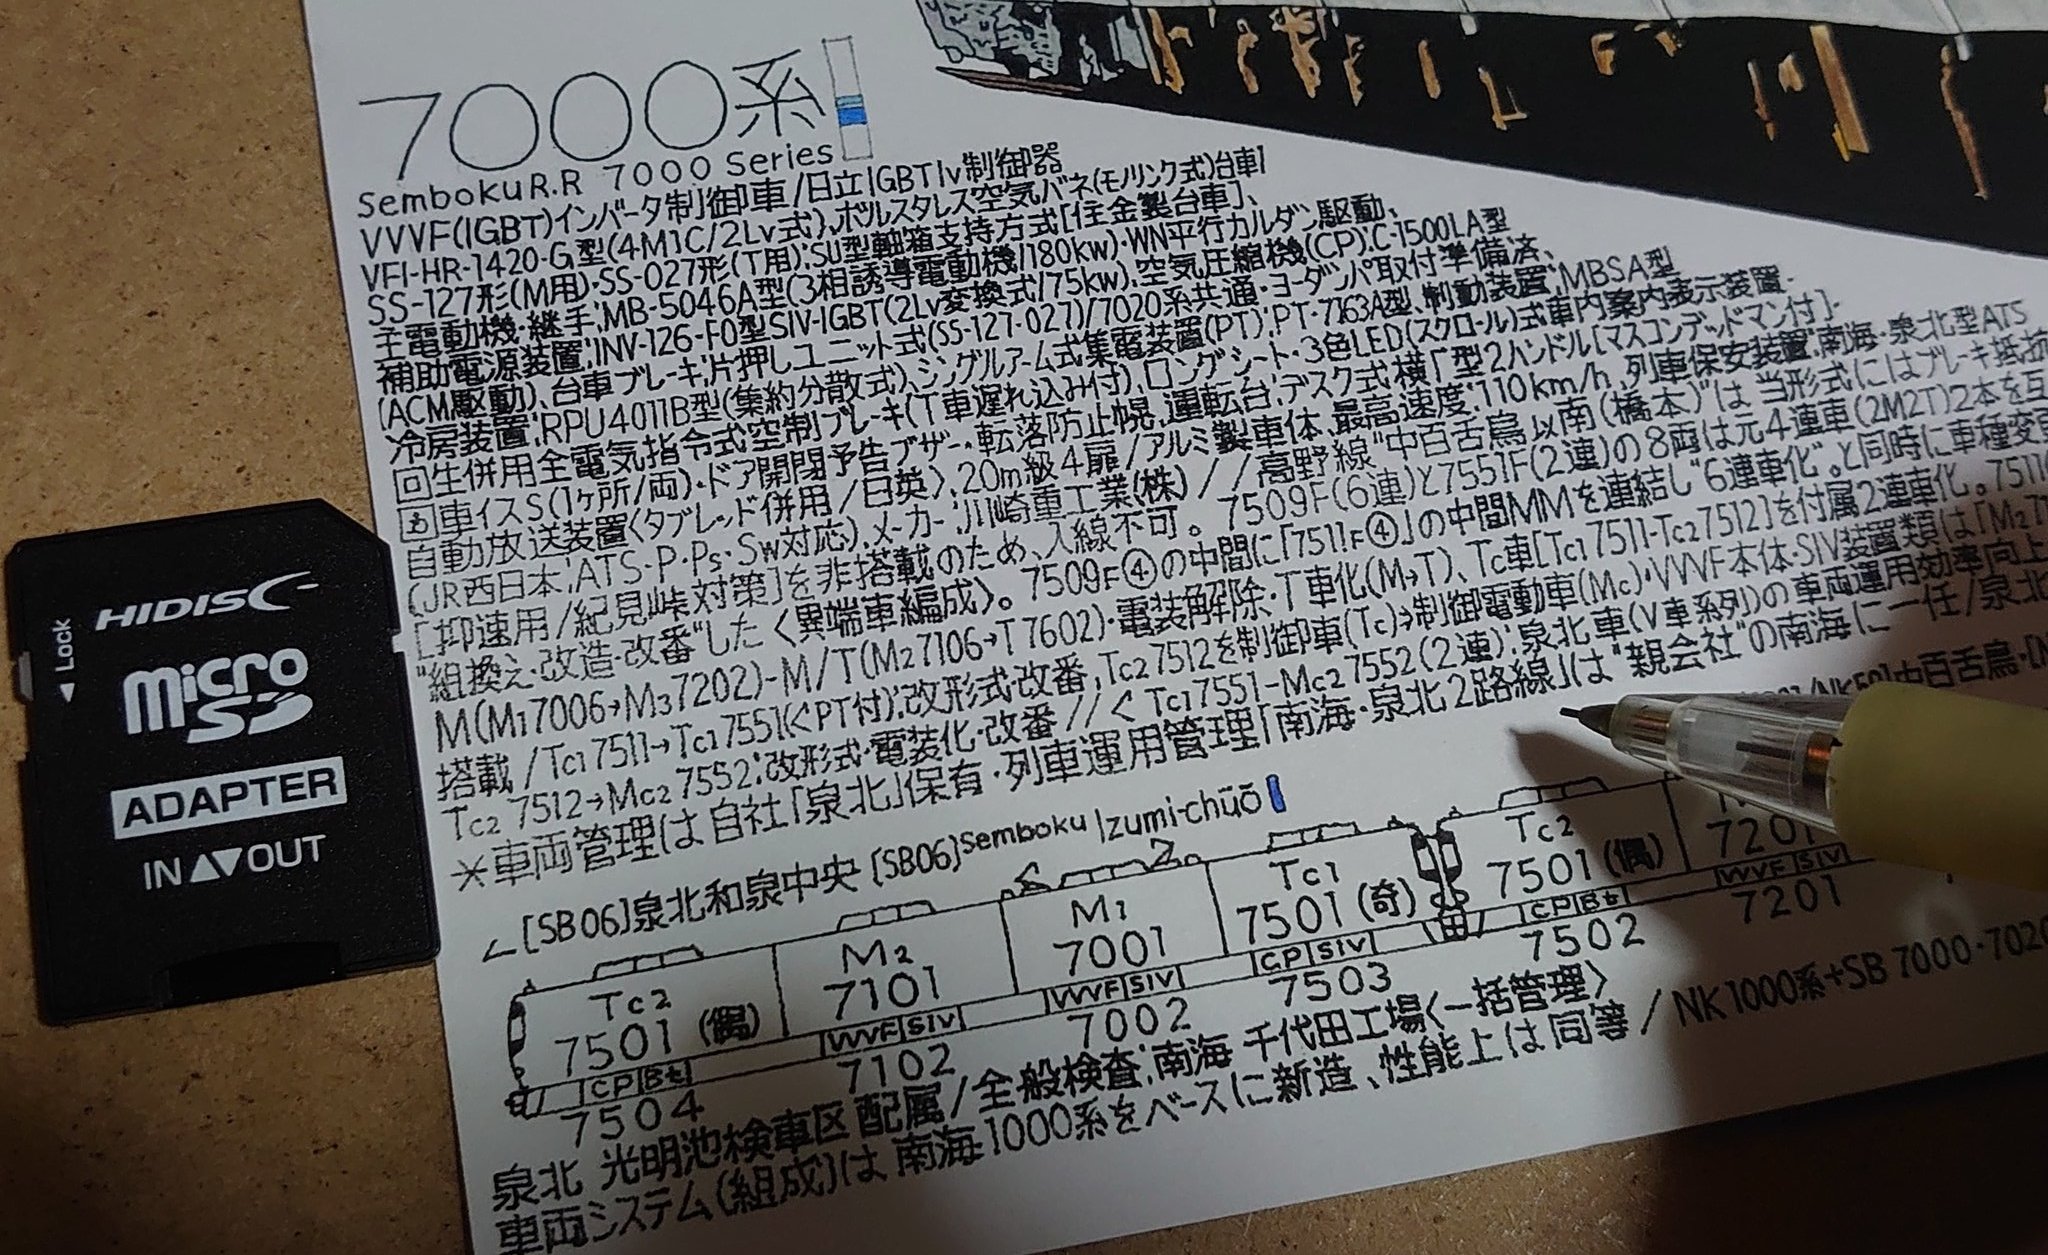 7000系
Semboku R.R 7000 Series
VVVF(IGBT)インバータ制御車/日立IGBT Iv制御器
VFI-HR-1420-G型(4M1C/2Lv式)、ボルスタレス空気バネ(モノリンク式)台車
SS-127形(M用)・SS-027形(T用);SU型軸箱支持方式[住金製台車]、
主電動機・継手;MB-5046A型(3相誘導電動機/180kw)・WN平行カルダン駆動、
補助電源装置;INV-126-F0型SIV-IGBT(2Lv変換式/75kw)、空気圧縮機(CP);C-1500LA型
(ACM駆動)、台車ブレーキ;片押しユニット式(SS-127-027)/7020系共通・ヨーダンパ取付準備済、
冷房装置;RPU4011B型(集約分散式)、シングルアーム式集電装置(PT);PT-7163A型、制動装置;MBSA型
回生併用全電気指令式空制ブレーキ(T車遅れ込み付)、ロングシート・3色LED(スクロール)式車内案内表示装置・
車イスS(1ヶ所/両)・ドア開閉予告ブザー・転落防止幌、運転台;デスク式横「型2ハンドル[マスコンデッドマン付]・
自動放送装置〈タブレッド併用/日英〉、20m級4扉/アルミ製車体、最高速度;110km/h、列車保安装置;南海・泉北型ATS
(JR西日本;ATS-P・Ps・Sw対応)、メーカー;川崎重工業(株)//高野線"中百舌鳥以南(橋本)"は当形式にはブレーキ抵抗
[抑速用/紀見峠対策]を非搭載のため、入線不可。7509F(6連)と7551F(2連)の8両は元4連車(2M2T)2本を互
"組換え・改造・改番"した〈異端車編成〉。7509F④の中間に「7511F④」の中間MMを連結し"6連車化"。と同時に車種変更
M(M1 7006→M3 7202)-M/T(M2 7106→T7602)・電装解除・T車化(M→T)、Tc車[Tc1 7511-Tc2 7512]を付属2連車化。7511
搭載/Tc1 7511→Tc1 7551(<PT付);改形式・改番,Tc2 7512を制御車(Tc)→制御電動車(Mc)・VVVF本体・SIV装置類は「M2 7
Tc2 7512→Mc2 7552;改形式・電装化・改番//<Tc1 7551-Mc2 7552(2連);泉北車(V車系列)の車両運用効率向上
*車両管理は自社「泉北」保有・列車運用管理「南海・泉北2路線」は"親会社"の南海に一任/泉北
中百舌鳥・
∠[SB06]泉北和泉中央 [SB06]Semboku Izumi-chūō
Tc2 M2 M1 Tc1 Tc2
7501(偶) 7101 7001 7501(奇) 7501(偶) 7201
CP Bt VVVF SIV VVVF SIV CP SIV CP Bt VVVF SIV
7504 7102 7002 7503 7502 7201
泉北 光明池検車区 配属/全般検査;南海 千代田工場〈一括管理〉
車両システム(組成)は南海1000系をベースに新造、性能上は同等/NK1000系+SB 7000・702
HIDISC
Lock
micro
SD
ADAPTER
IN▲▼OUT